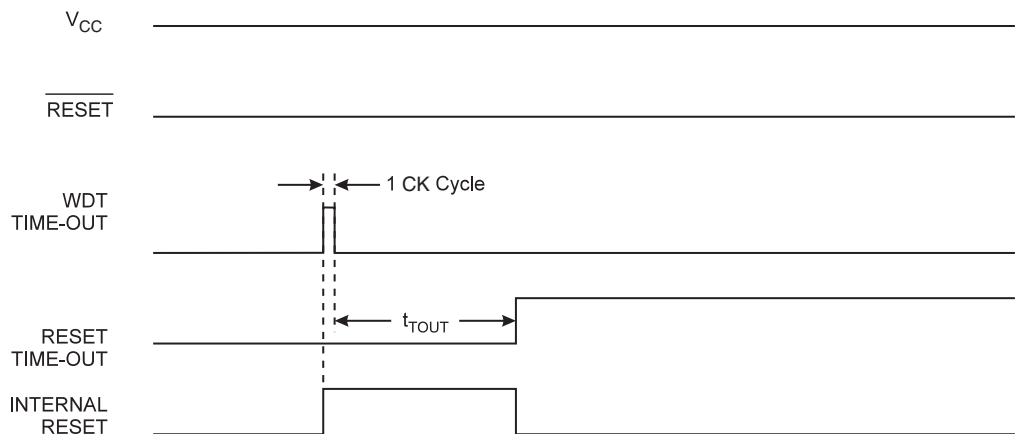 VCC
RESET
1 CK Cycle
WDT
TIME-OUT
tTOUT
RESET
TIME-OUT
INTERNAL
RESET